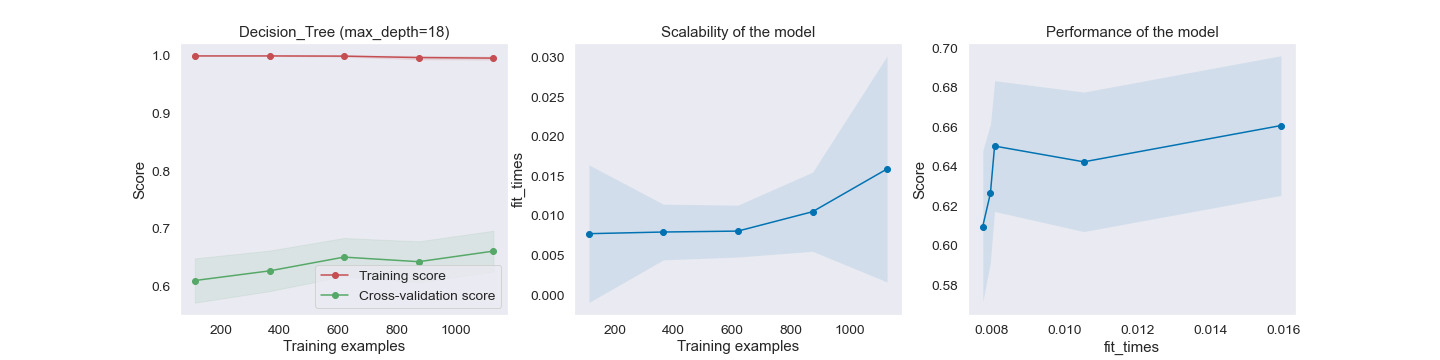 Decision_Tree (max_depth=18)
1.0
0.9
0.8
0.7
0.6
Score
200 400 600 800 1000
Training examples
Training score
Cross-validation score
Scalability of the model
0.030
0.025
0.020
0.015
0.010
0.005
0.000
fit_times
200 400 600 800 1000
Training examples
Performance of the model
0.70
0.68
0.66
0.64
0.62
0.60
0.58
Score
0.008 0.010 0.012 0.014 0.016
fit_times